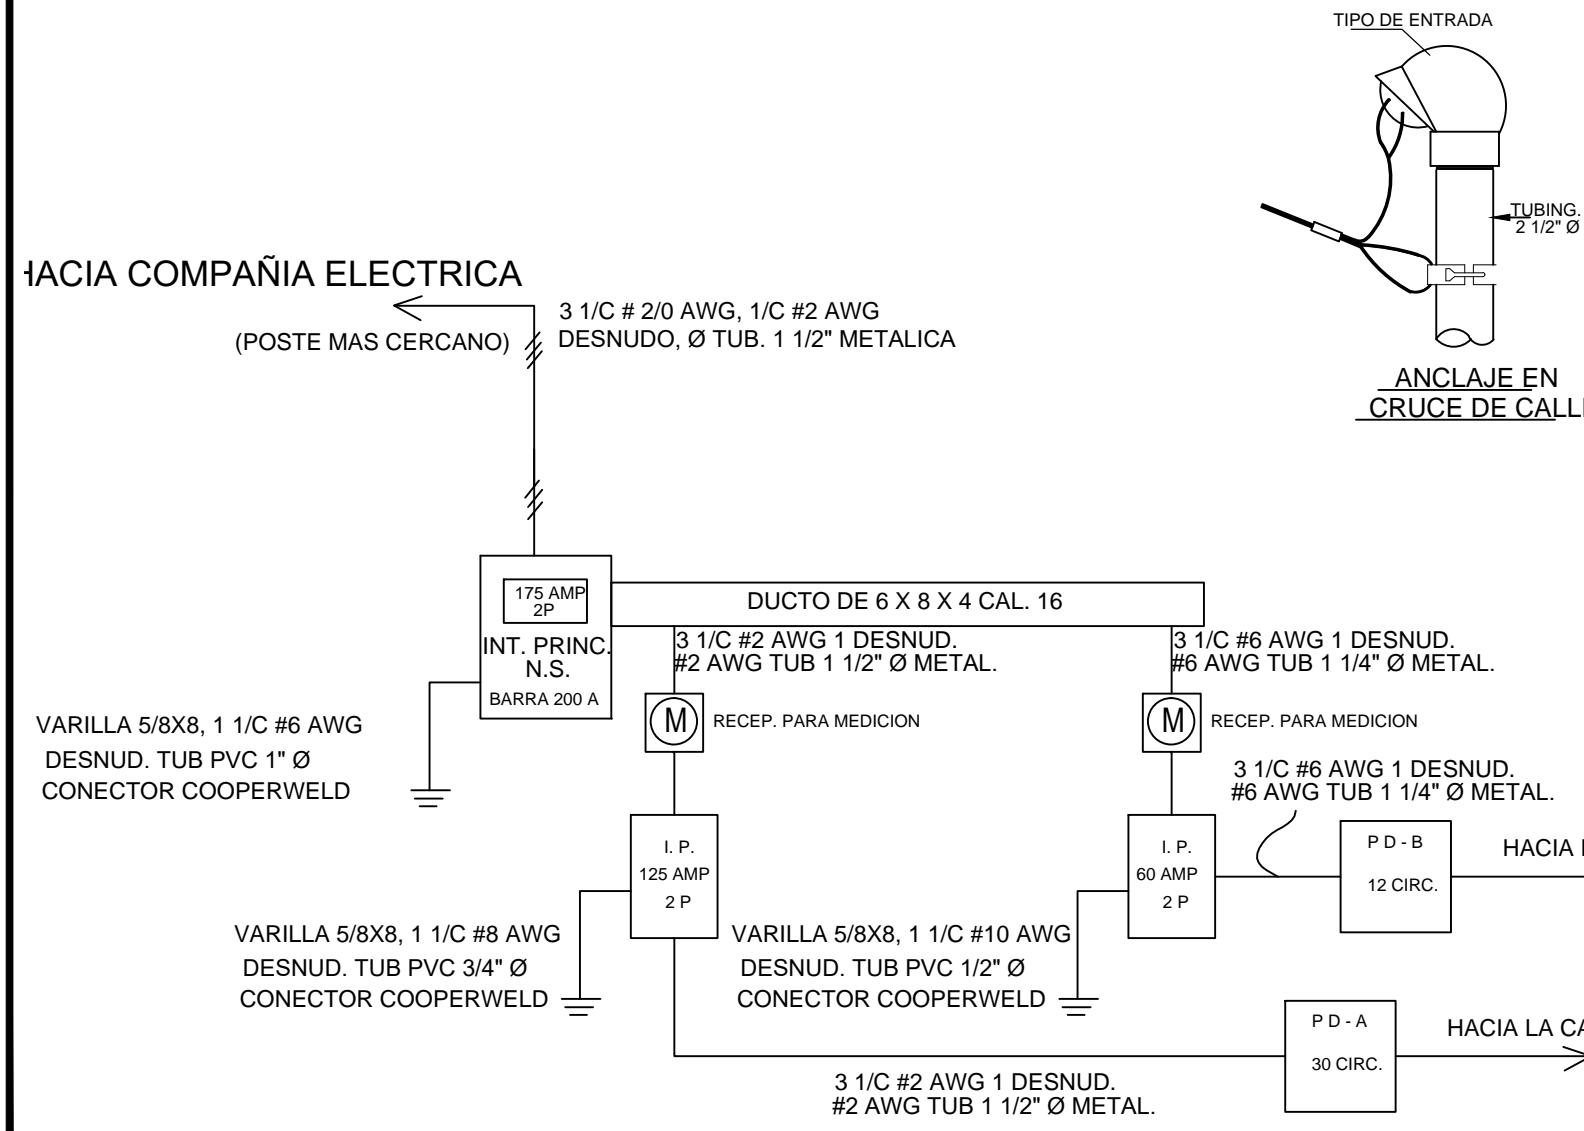 TIPO DE ENTRADA
TUBING.
2 1/2" Ø
ANCLAJE EN
CRUCE DE
HACIA COMPAÑIA ELECTRICA
(POSTE MAS CERCANO)
3 1/C # 2/0 AWG, 1/C #2 AWG
DESNUDO, Ø TUB. 1 1/2" METALICA
175 AMP
2P
INT. PRINC.
N.S.
BARRA 200 A
DUCTO DE 6 X 8 X 4 CAL. 16
3 1/C #2 AWG 1 DESNUD.
#2 AWG TUB 1 1/2" Ø METAL.
3 1/C #6 AWG 1 DESNUD.
#6 AWG TUB 1 1/4" Ø METAL.
M
RECEP. PARA MEDICION
M
RECEP. PARA MEDICION
VARILLA 5/8X8, 1 1/C #6 AWG
DESNUD. TUB PVC 1" Ø
CONECTOR COOPERWELD
3 1/C #6 AWG 1 DESNUD.
#6 AWG TUB 1 1/4" Ø METAL.
I. P.
125 AMP
2 P
I. P.
60 AMP
2 P
P D - B
12 CIRC.
HACIA
VARILLA 5/8X8, 1 1/C #8 AWG
DESNUD. TUB PVC 3/4" Ø
CONECTOR COOPERWELD
VARILLA 5/8X8, 1 1/C #10 AWG
DESNUD. TUB PVC 1/2" Ø
CONECTOR COOPERWELD
P D - A
30 CIRC.
HACIA LA
3 1/C #2 AWG 1 DESNUD.
#2 AWG TUB 1 1/2" Ø METAL.